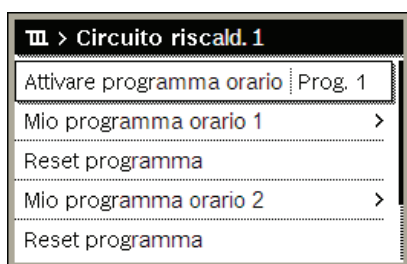 > Circuito riscald. 1
Attivare programma orario Prog. 1
Mio programma orario 1 >
Reset programma
Mio programma orario 2 >
Reset programma